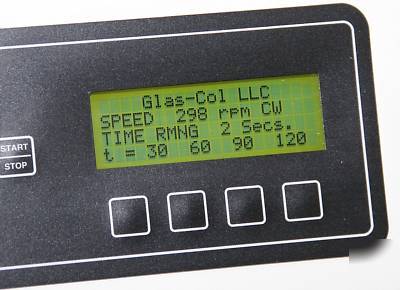 Glas-Col LLC
SPEED 298 rpm CW
TIME RMNG 2 Secs.
t = 30 60 90 120
START
STOP